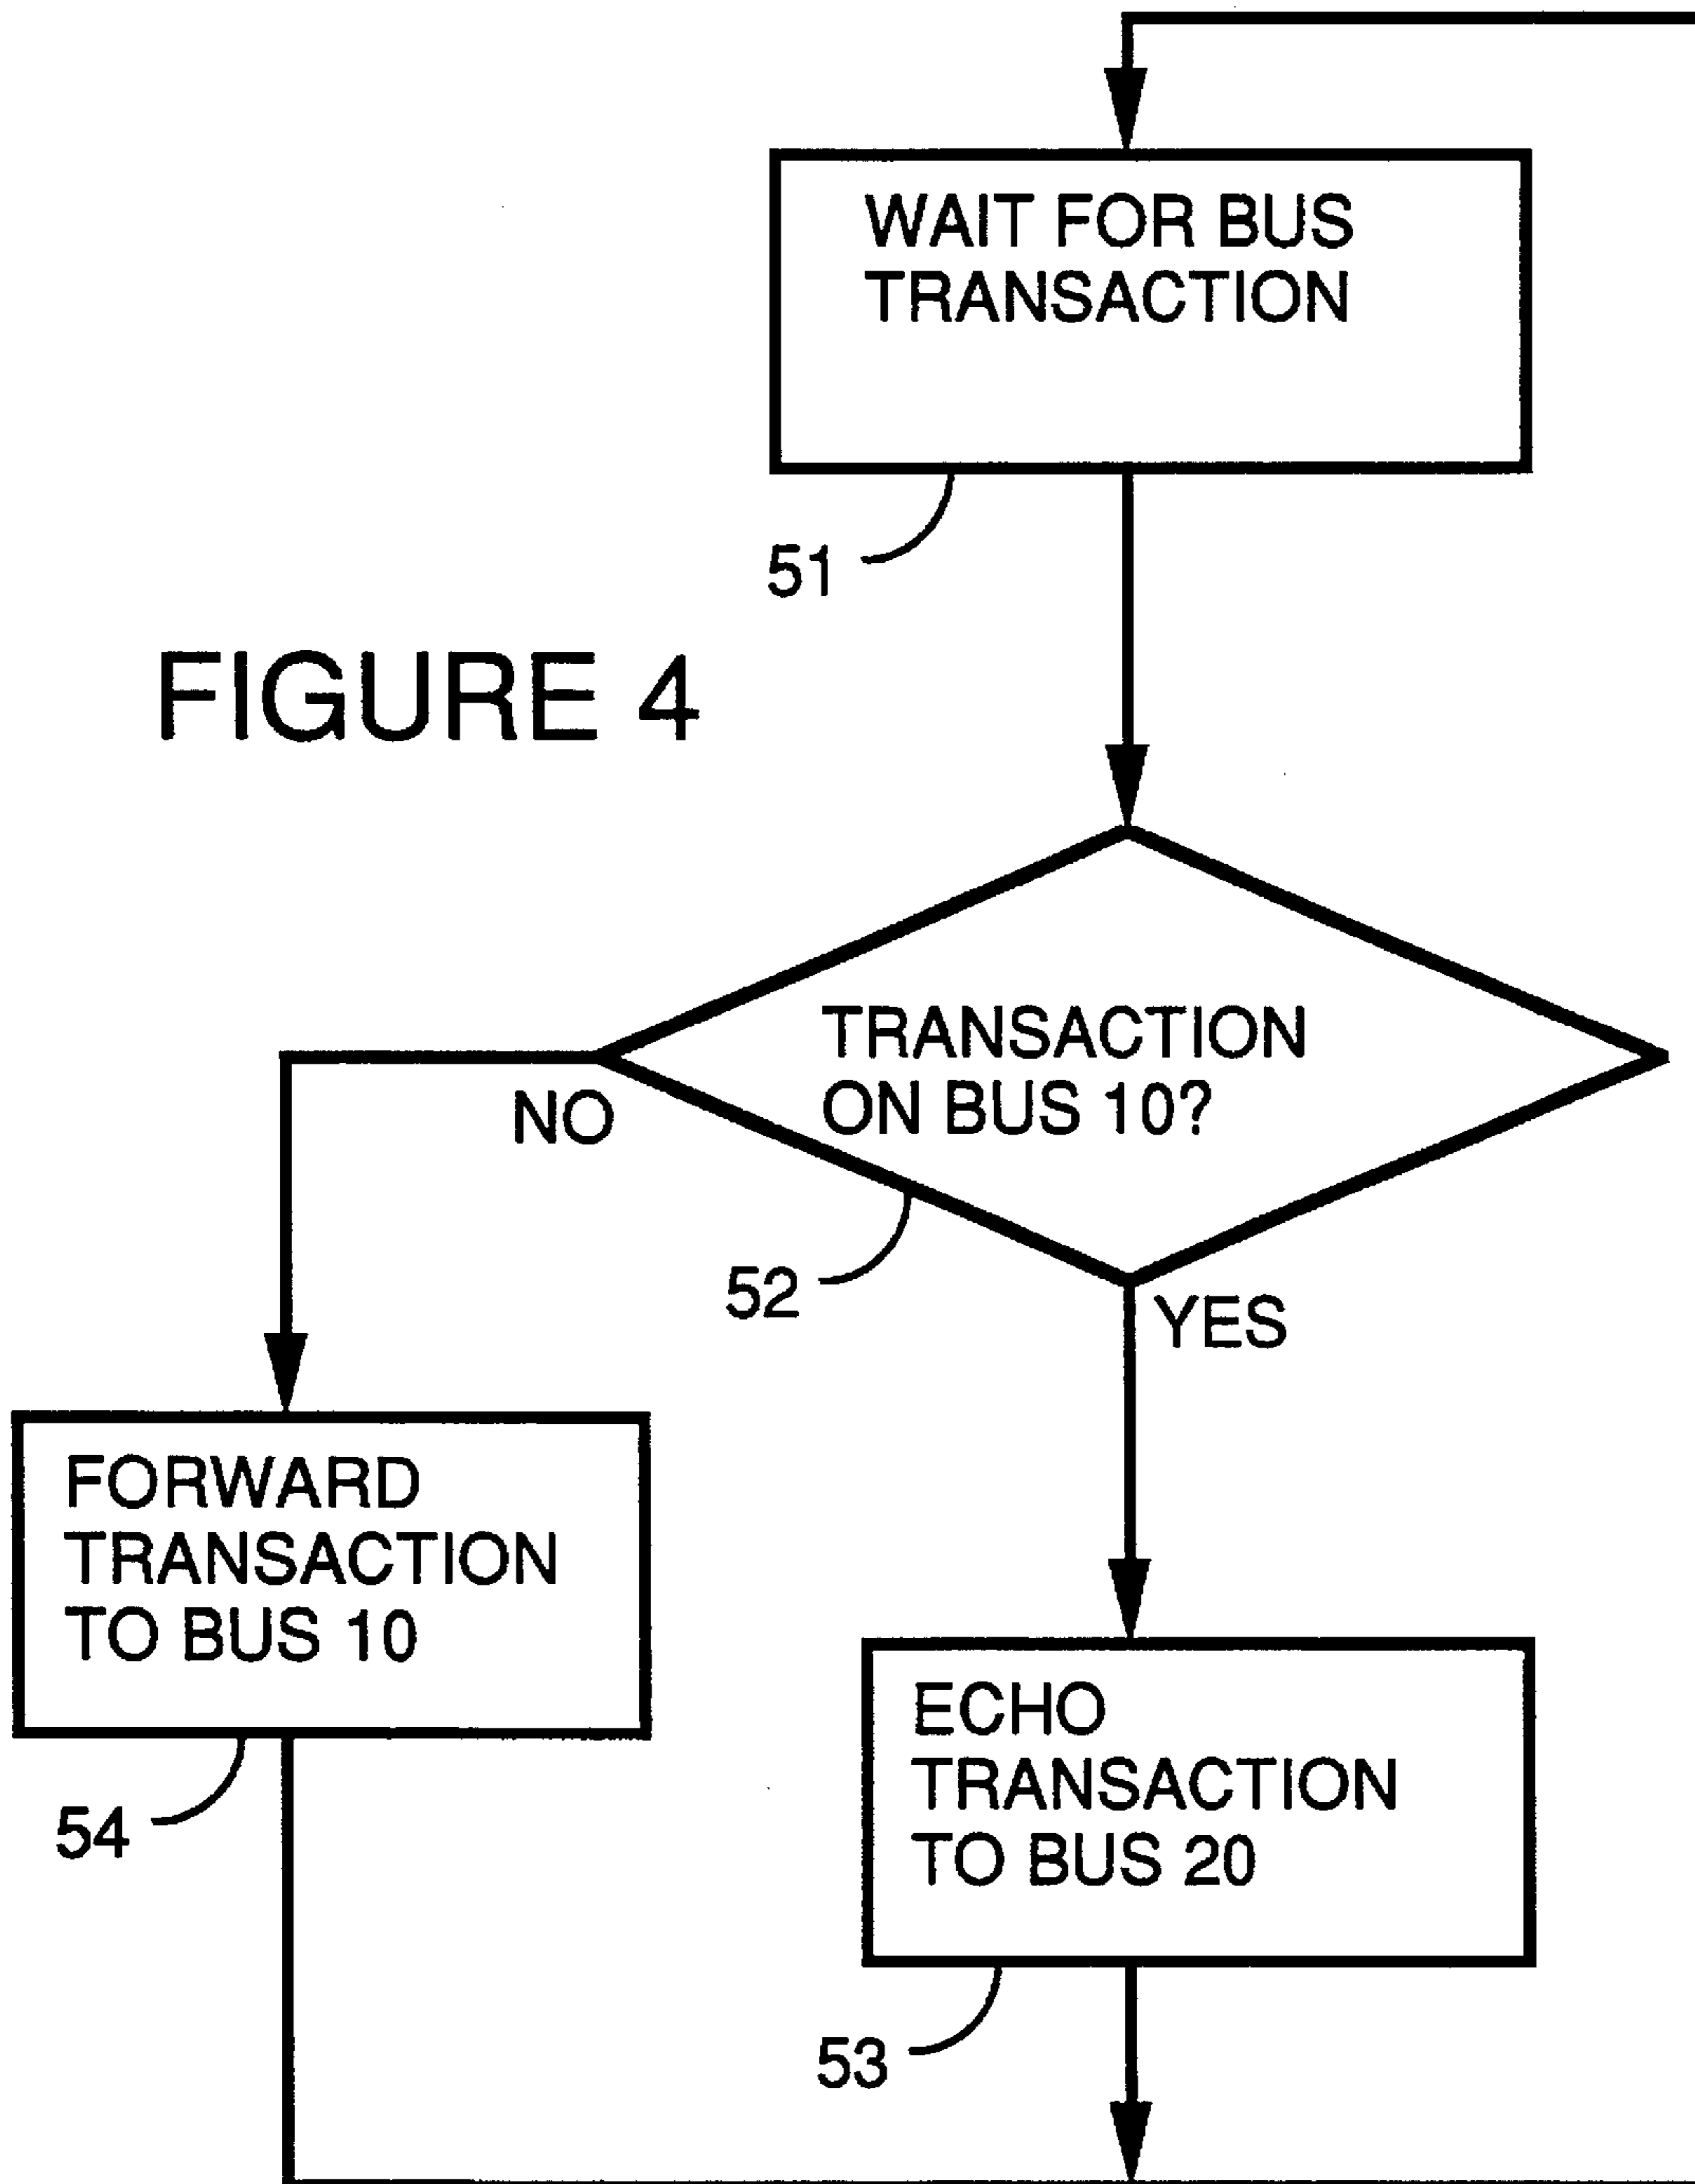 WAIT FOR BUS
TRANSACTION
51
FIGURE 4
TRANSACTION
ON BUS 10?
NO
52
YES
FORWARD
TRANSACTION
TO BUS 10
54
ECHO
TRANSACTION
TO BUS 20
53